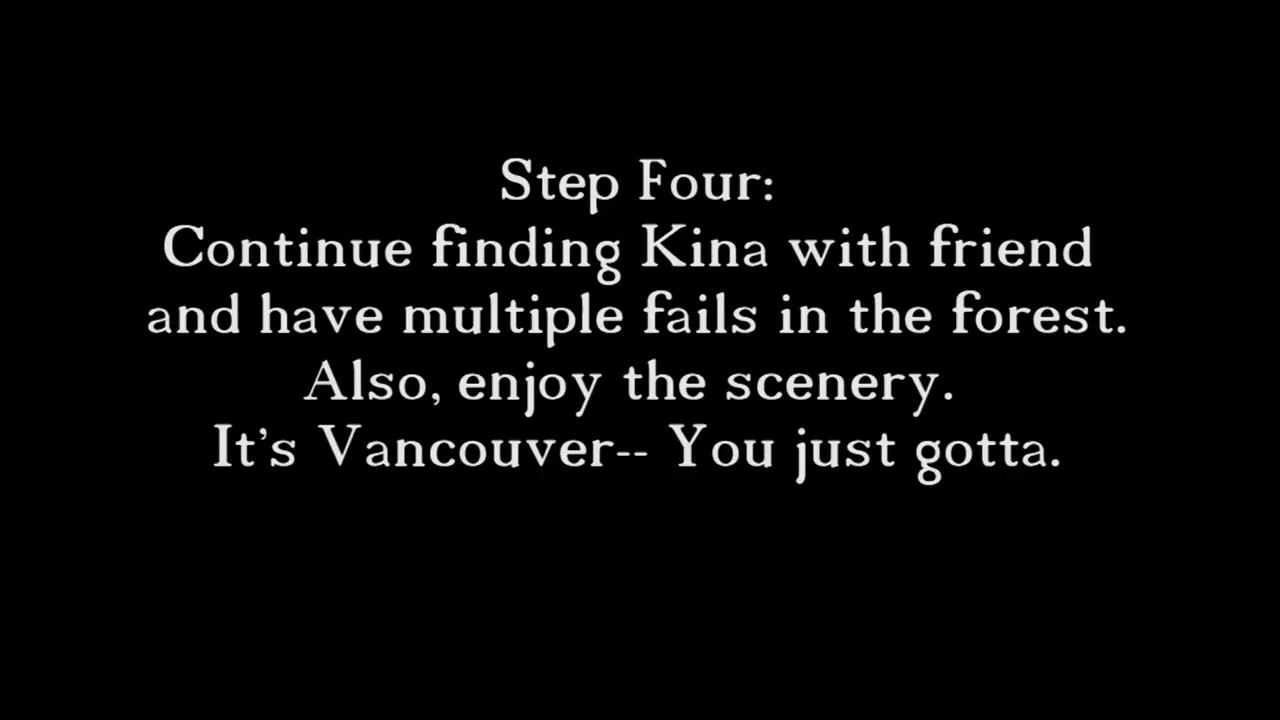 Step Four:
Continue finding Kina with friend
and have multiple fails in the forest.
Also, enjoy the scenery.
It's Vancouver-- You just gotta.